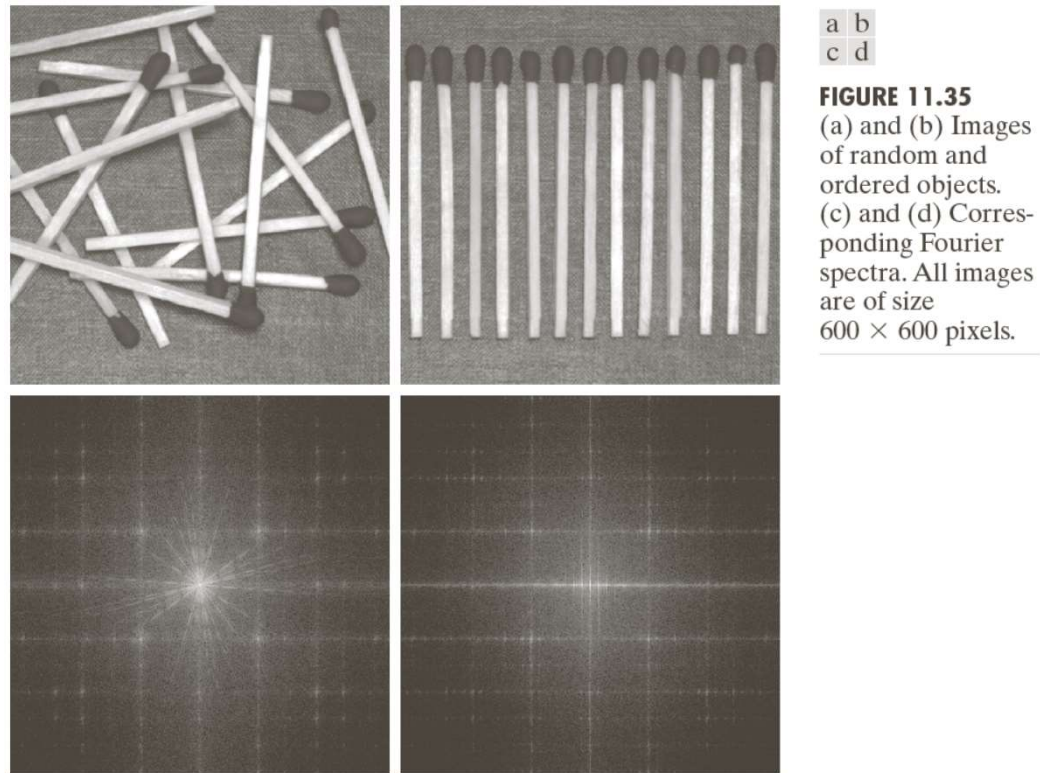 a b
c d
FIGURE 11.35
(a) and (b) Images
of random and
ordered objects.
(c) and (d) Corres-
ponding Fourier
spectra. All images
are of size
600 × 600 pixels.